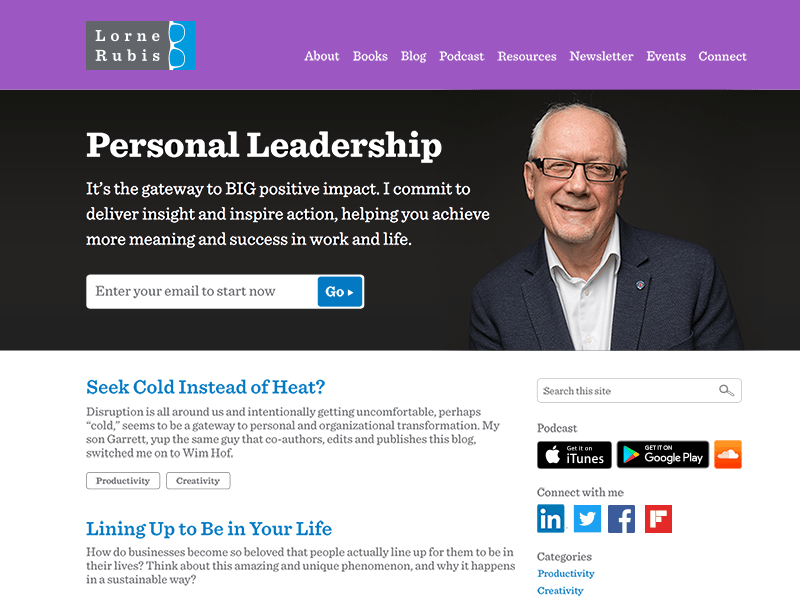 Lorne
Rubis
About Books Blog Podcast Resources Newsletter Events Connect
Personal Leadership
It's the gateway to BIG positive impact. I commit to
deliver insight and inspire action, helping you achieve
more meaning and success in work and life.
Enter your email to start now
Go ▸
Seek Cold Instead of Heat?
Disruption is all around us and intentionally getting uncomfortable, perhaps
“cold,” seems to be a gateway to personal and organizational transformation. My
son Garrett, yup the same guy that co-authors, edits and publishes this blog,
switched me on to Wim Hof.
Productivity Creativity
Lining Up to Be in Your Life
How do businesses become so beloved that people actually line up for them to be in
their lives? Think about this amazing and unique phenomenon, and why it happens
in a sustainable way?
Search this site
Podcast
Get it on
iTunes
GET IT ON
Google Play
Connect with me
in
Categories
Productivity
Creativity